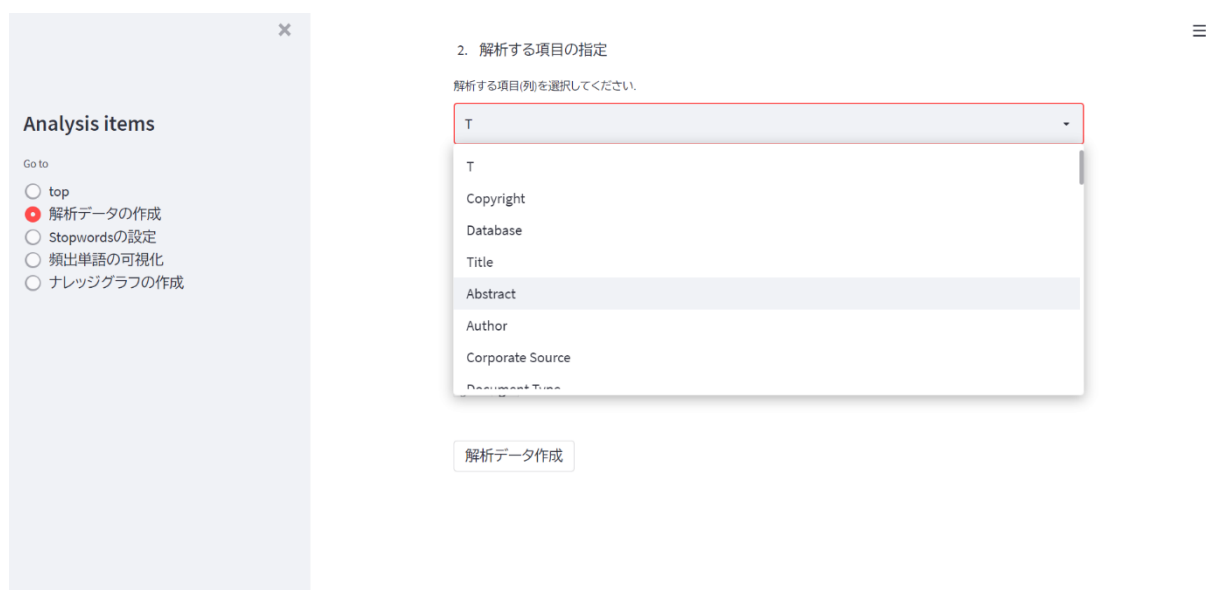 Analysis items
Go to
top
解析データの作成
Stopwordsの設定
頻出単語の可視化
ナレッジグラフの作成
2. 解析する項目の指定
解析する項目(列)を選択してください.
T
T
Copyright
Database
Title
Abstract
Author
Corporate Source
Document Type
解析データ作成